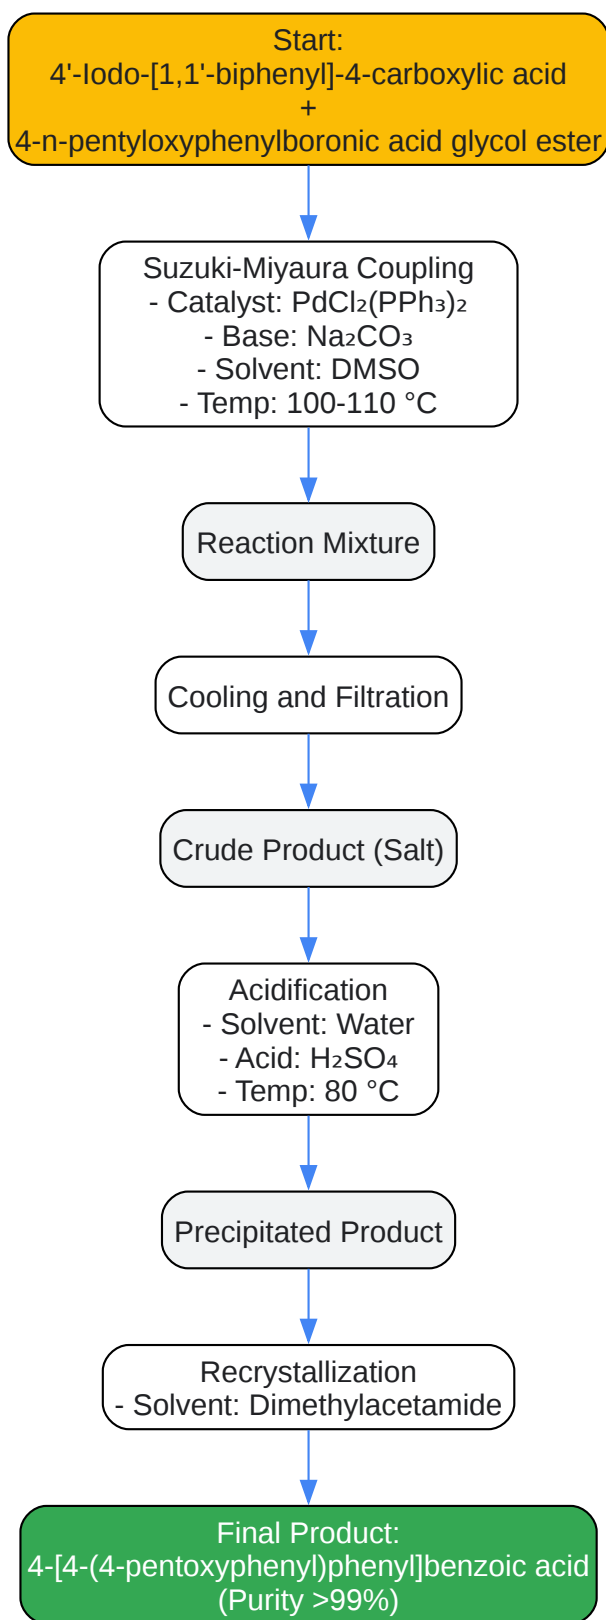 Start:
4'-Iodo-[1,1'-biphenyl]-4-carboxylic acid
+
4-n-pentyloxyphenylboronic acid glycol ester
Suzuki-Miyaura Coupling
- Catalyst: PdCl₂(PPh₃)₂
- Base: Na₂CO₃
- Solvent: DMSO
- Temp: 100-110 °C
Reaction Mixture
Cooling and Filtration
Crude Product (Salt)
Acidification
- Solvent: Water
- Acid: H₂SO₄
- Temp: 80 °C
Precipitated Product
Recrystallization
- Solvent: Dimethylacetamide
Final Product:
4-[4-(4-pentoxyphenyl)phenyl]benzoic acid
(Purity >99%)